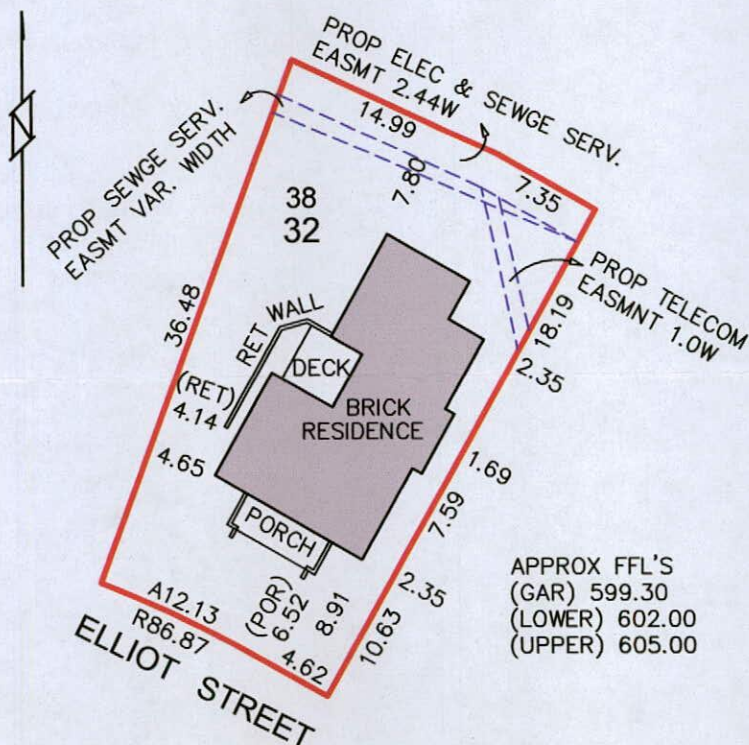 PROP ELEC & SEWGE SERV.
EASMT 2.44W
14.99
PROP SEWGE SERV.
EASMT VAR. WIDTH
7.80
7.35
38
32
PROP TELECOM
EASMNT 1.0W
18.19
2.35
36.48
RET WALL
DECK
(RET)
4.14
BRICK
RESIDENCE
4.65
1.69
7.59
PORCH
2.35
(POR)
6.52
8.91
10.63
A12.13
R86.87
4.62
ELLIOT STREET
APPROX FFL'S
(GAR) 599.30
(LOWER) 602.00
(UPPER) 605.00